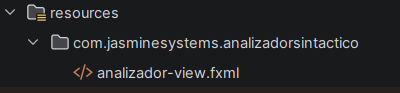 resources
com.jasminesystems.analizadorsintactico
analizador-view.fxml